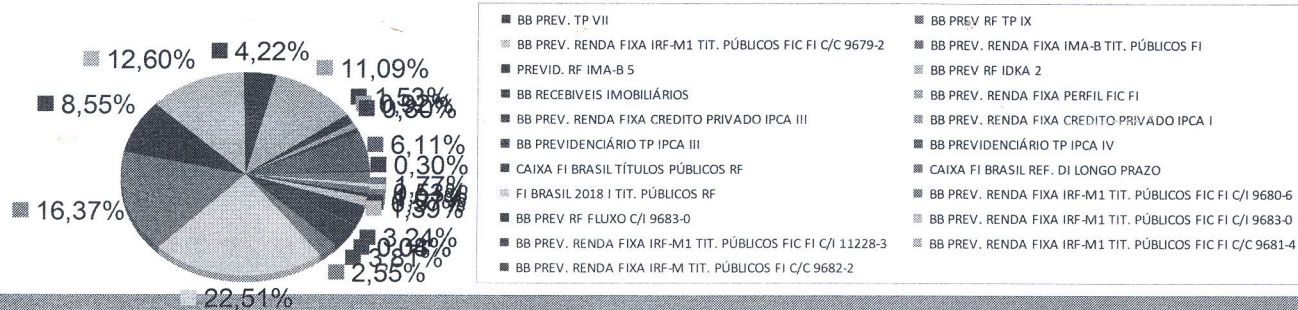 12,60%
4,22%
11,09%
8,55%
6,11%
0,30%
16,37%
1,39%
3,24%
2,55%
22,51%
BB PREV. TP VII
BB PREV RF TP IX
BB PREV. RENDA FIXA IRF-M1 TIT. PÚBLICOS FIC FI C/C 9679-2
BB PREV. RENDA FIXA IMA-B TIT. PÚBLICOS FI
PREVID. RF IMA-B 5
BB PREV RF IDKA 2
BB RECEBIVEIS IMOBILIÁRIOS
BB PREV. RENDA FIXA PERFIL FIC FI
BB PREV. RENDA FIXA CREDITO PRIVADO IPCA III
BB PREV. RENDA FIXA CREDITO PRIVADO IPCA I
BB PREVIDENCIÁRIO TP IPCA III
BB PREVIDENCIÁRIO TP IPCA IV
CAIXA FI BRASIL TÍTULOS PÚBLICOS RF
CAIXA FI BRASIL REF. DI LONGO PRAZO
FI BRASIL 2018 I TIT. PÚBLICOS RF
BB PREV. RENDA FIXA IRF-M1 TIT. PÚBLICOS FIC FI C/I 9680-6
BB PREV RF FLUXO C/I 9683-0
BB PREV. RENDA FIXA IRF-M1 TIT. PÚBLICOS FIC FI C/I 9683-0
BB PREV. RENDA FIXA IRF-M1 TIT. PÚBLICOS FIC FI C/I 11228-3
BB PREV. RENDA FIXA IRF-M1 TIT. PÚBLICOS FIC FI C/C 9681-4
BB PREV. RENDA FIXA IRF-M TIT. PÚBLICOS FI C/C 9682-2